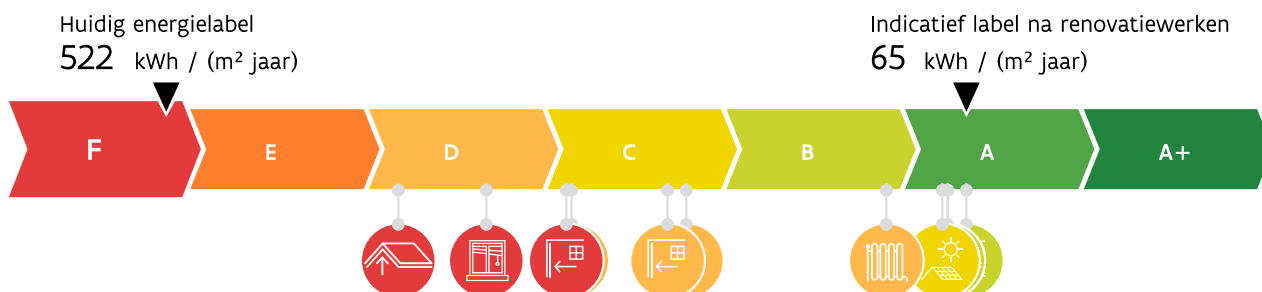 Huidig energielabel
522 kWh / (m² jaar)
Indicatief label na renovatiewerken
65 kWh / (m² jaar)
F E D C B A A+